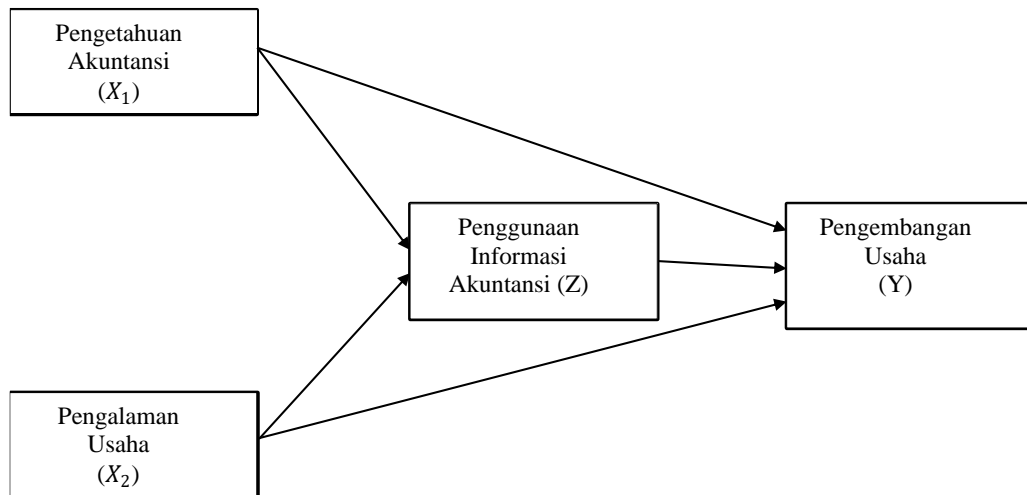 Pengetahuan
Akuntansi
(𝑋₁)
Penggunaan
Informasi
Akuntansi (Z)
Pengembangan
Usaha
(Y)
Pengalaman
Usaha
(𝑋₂)